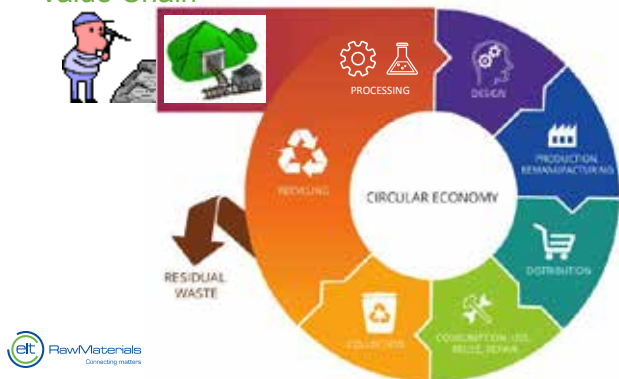 Value Chain
PROCESSING
DESIGN
PRODUCTION,
REMANUFACTURING
DISTRIBUTION
CONSUMPTION, USE,
REUSE, REPAIR
COLLECTION
RECYCLING
CIRCULAR ECONOMY
RESIDUAL
WASTE
eit RawMaterials
Connecting matters